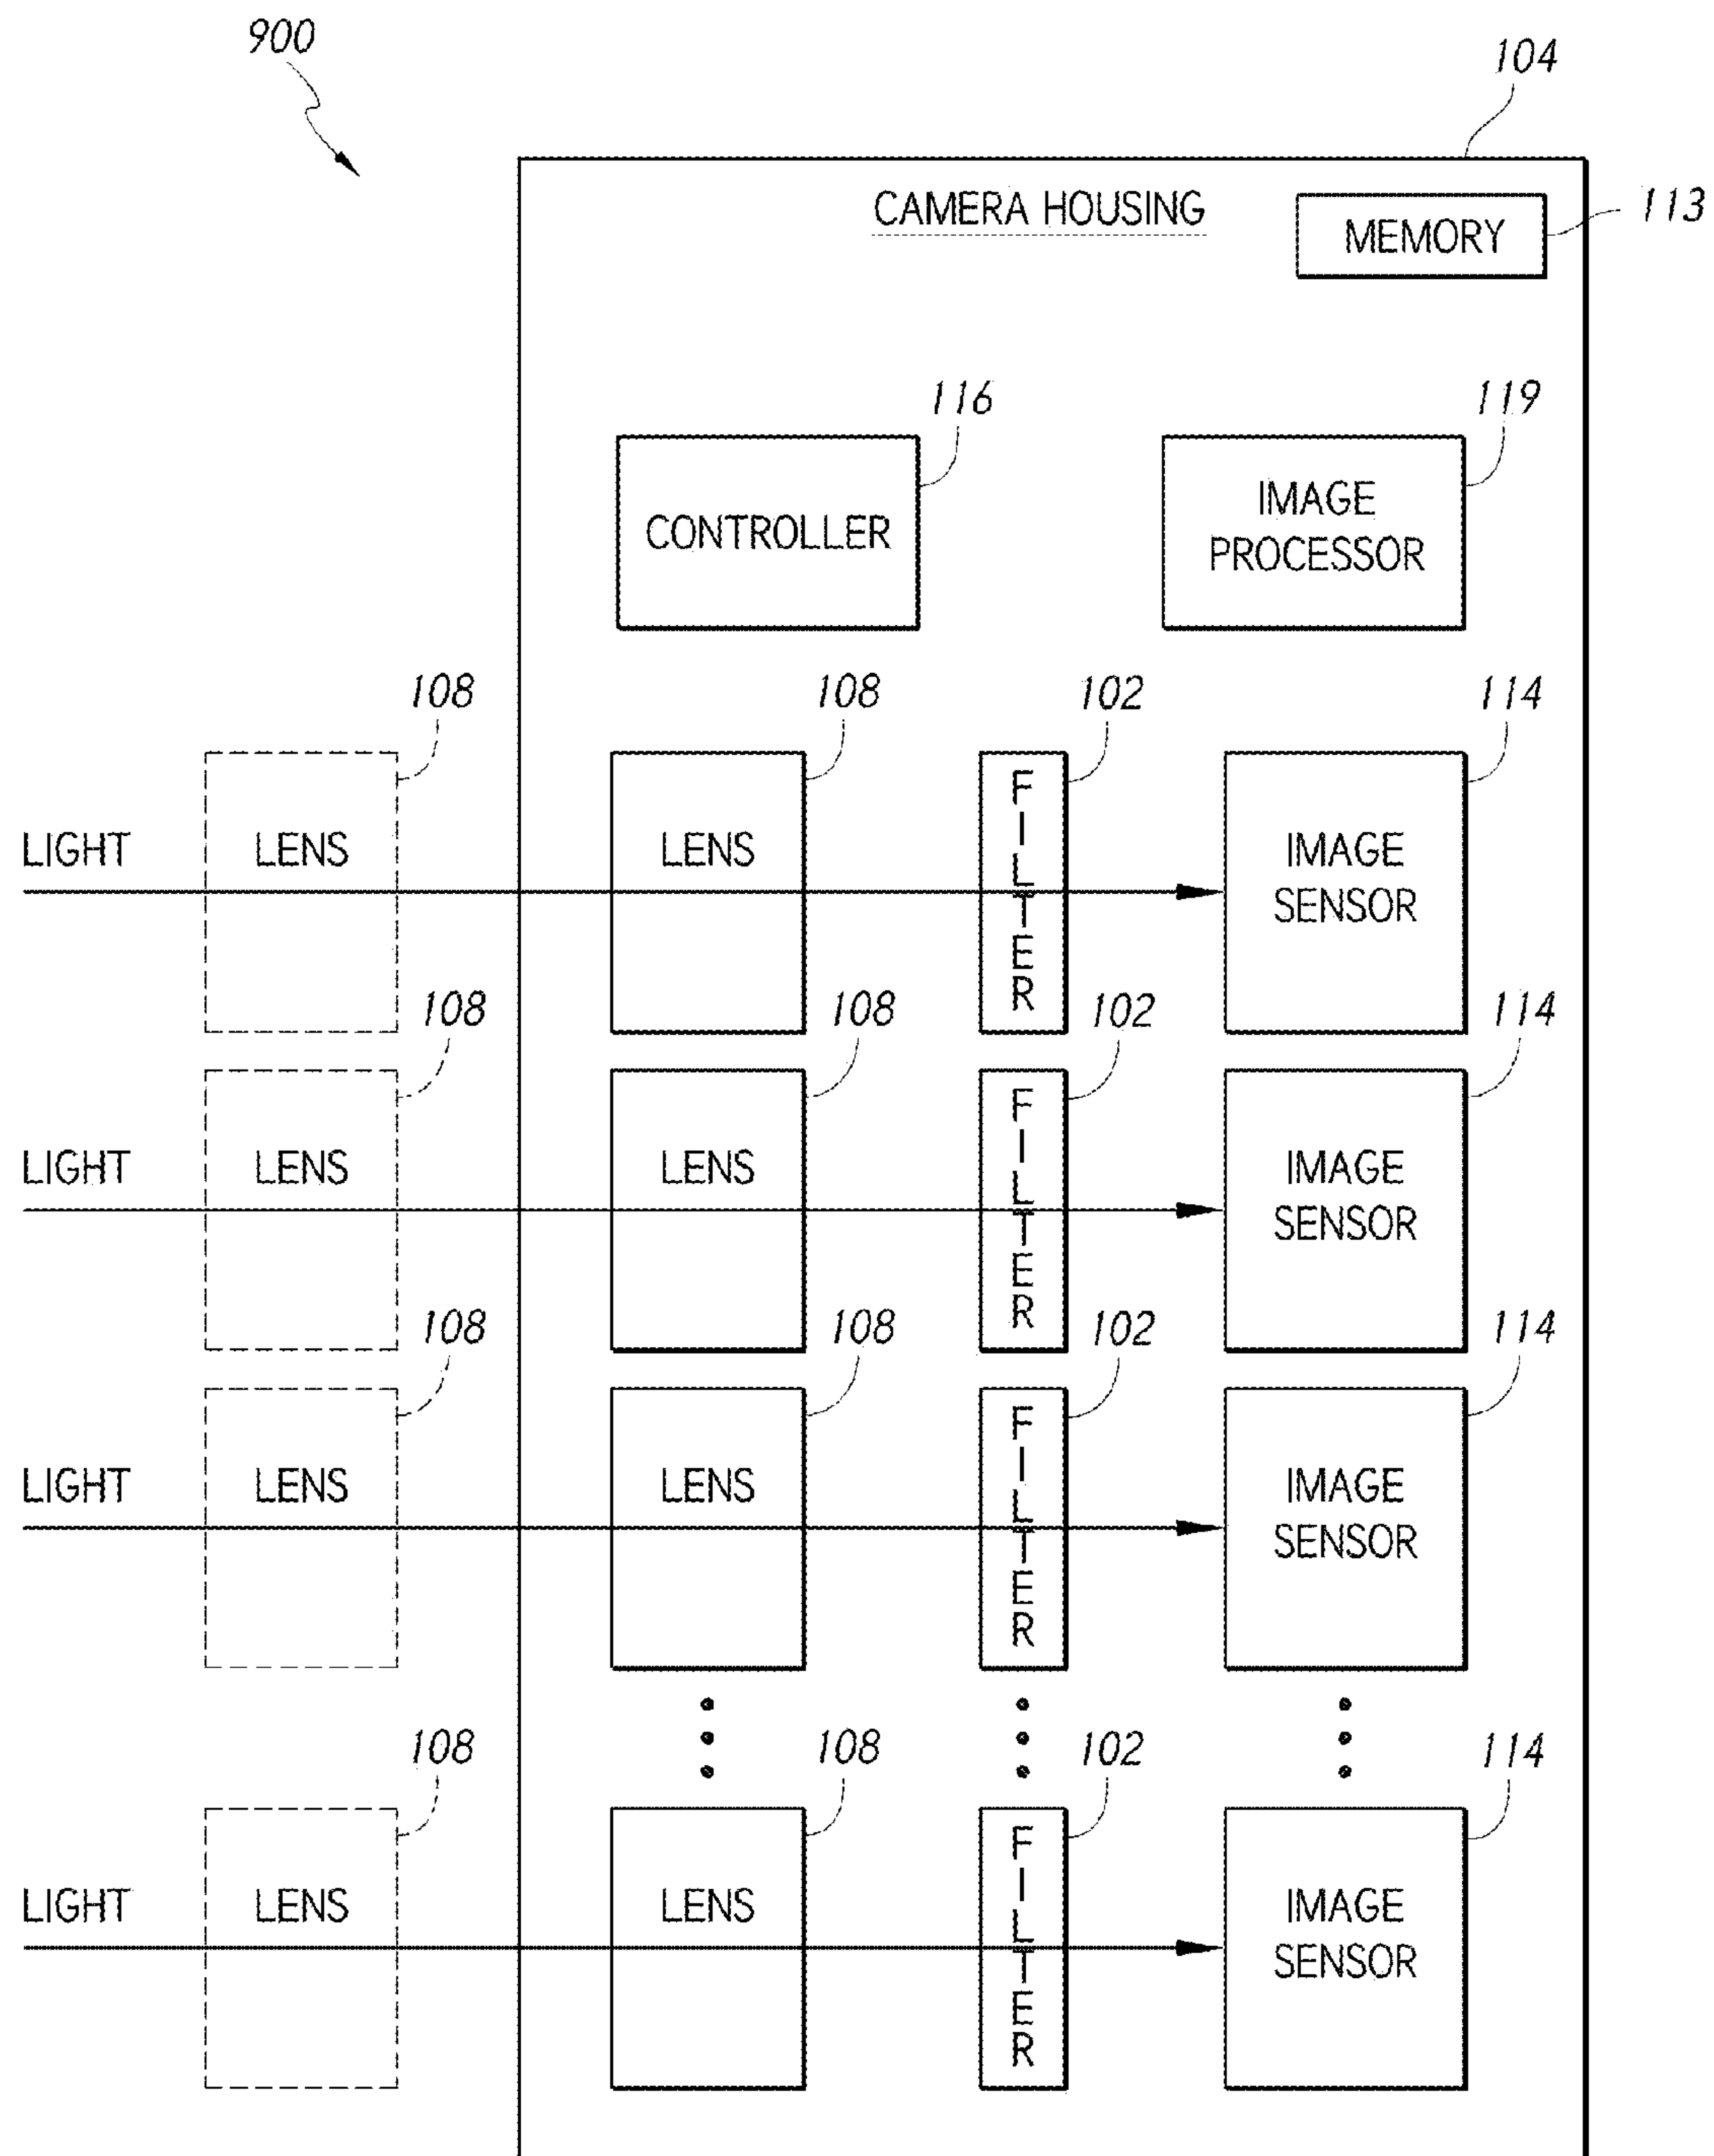 900
104
CAMERA HOUSING
MEMORY
113
116
119
CONTROLLER
IMAGE
PROCESSOR
108
108
102
114
LIGHT
LENS
LENS
FILTER
IMAGE
SENSOR
108
108
102
114
LIGHT
LENS
LENS
FILTER
IMAGE
SENSOR
108
108
102
114
LIGHT
LENS
LENS
FILTER
IMAGE
SENSOR
108
108
102
114
LIGHT
LENS
LENS
FILTER
IMAGE
SENSOR